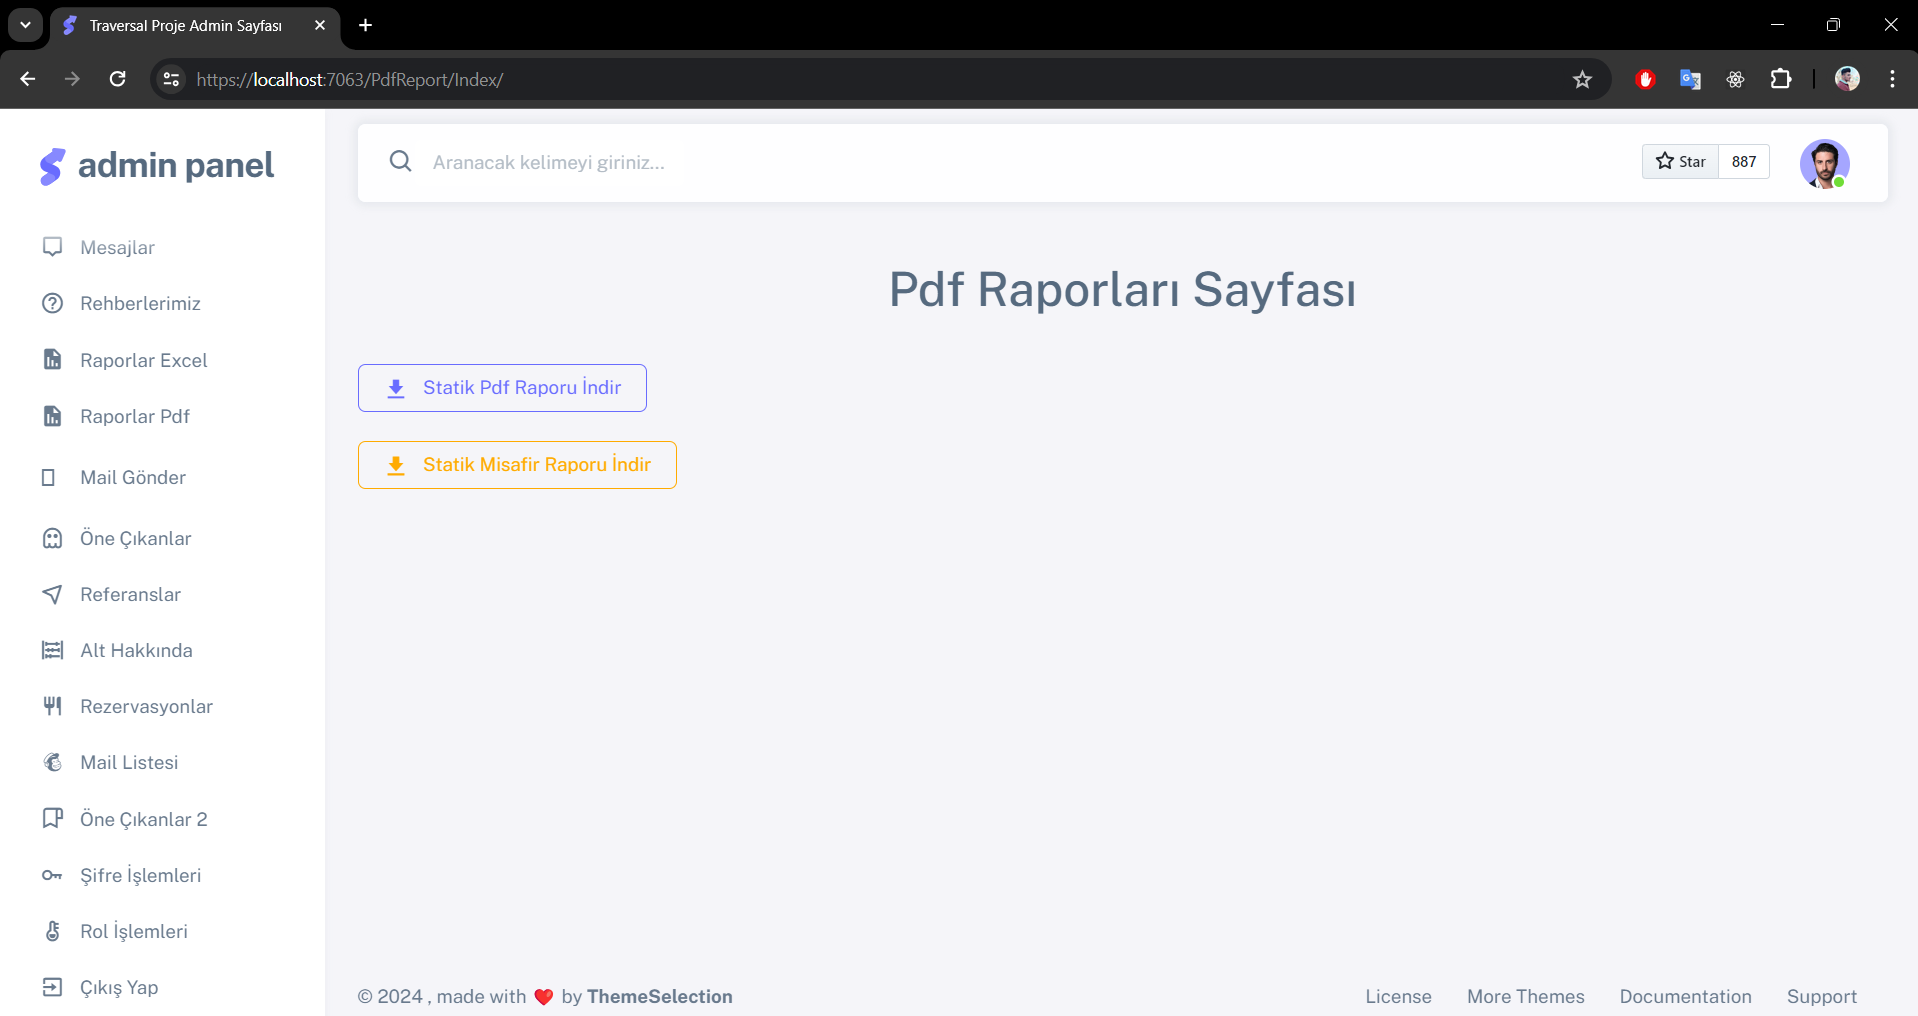 Traversal Proje Admin Sayfası
https://localhost:7063/PdfReport/Index/
admin panel
Aranacak kelimeyi giriniz...
Star 887
Mesajlar
Rehberlerimiz
Raporlar Excel
Raporlar Pdf
Mail Gönder
Öne Çıkanlar
Referanslar
Alt Hakkında
Rezervasyonlar
Mail Listesi
Öne Çıkanlar 2
Şifre İşlemleri
Rol İşlemleri
Çıkış Yap
Pdf Raporları Sayfası
Statik Pdf Raporu İndir
Statik Misafir Raporu İndir
© 2024 , made with ❤️ by ThemeSelection
License More Themes Documentation Support